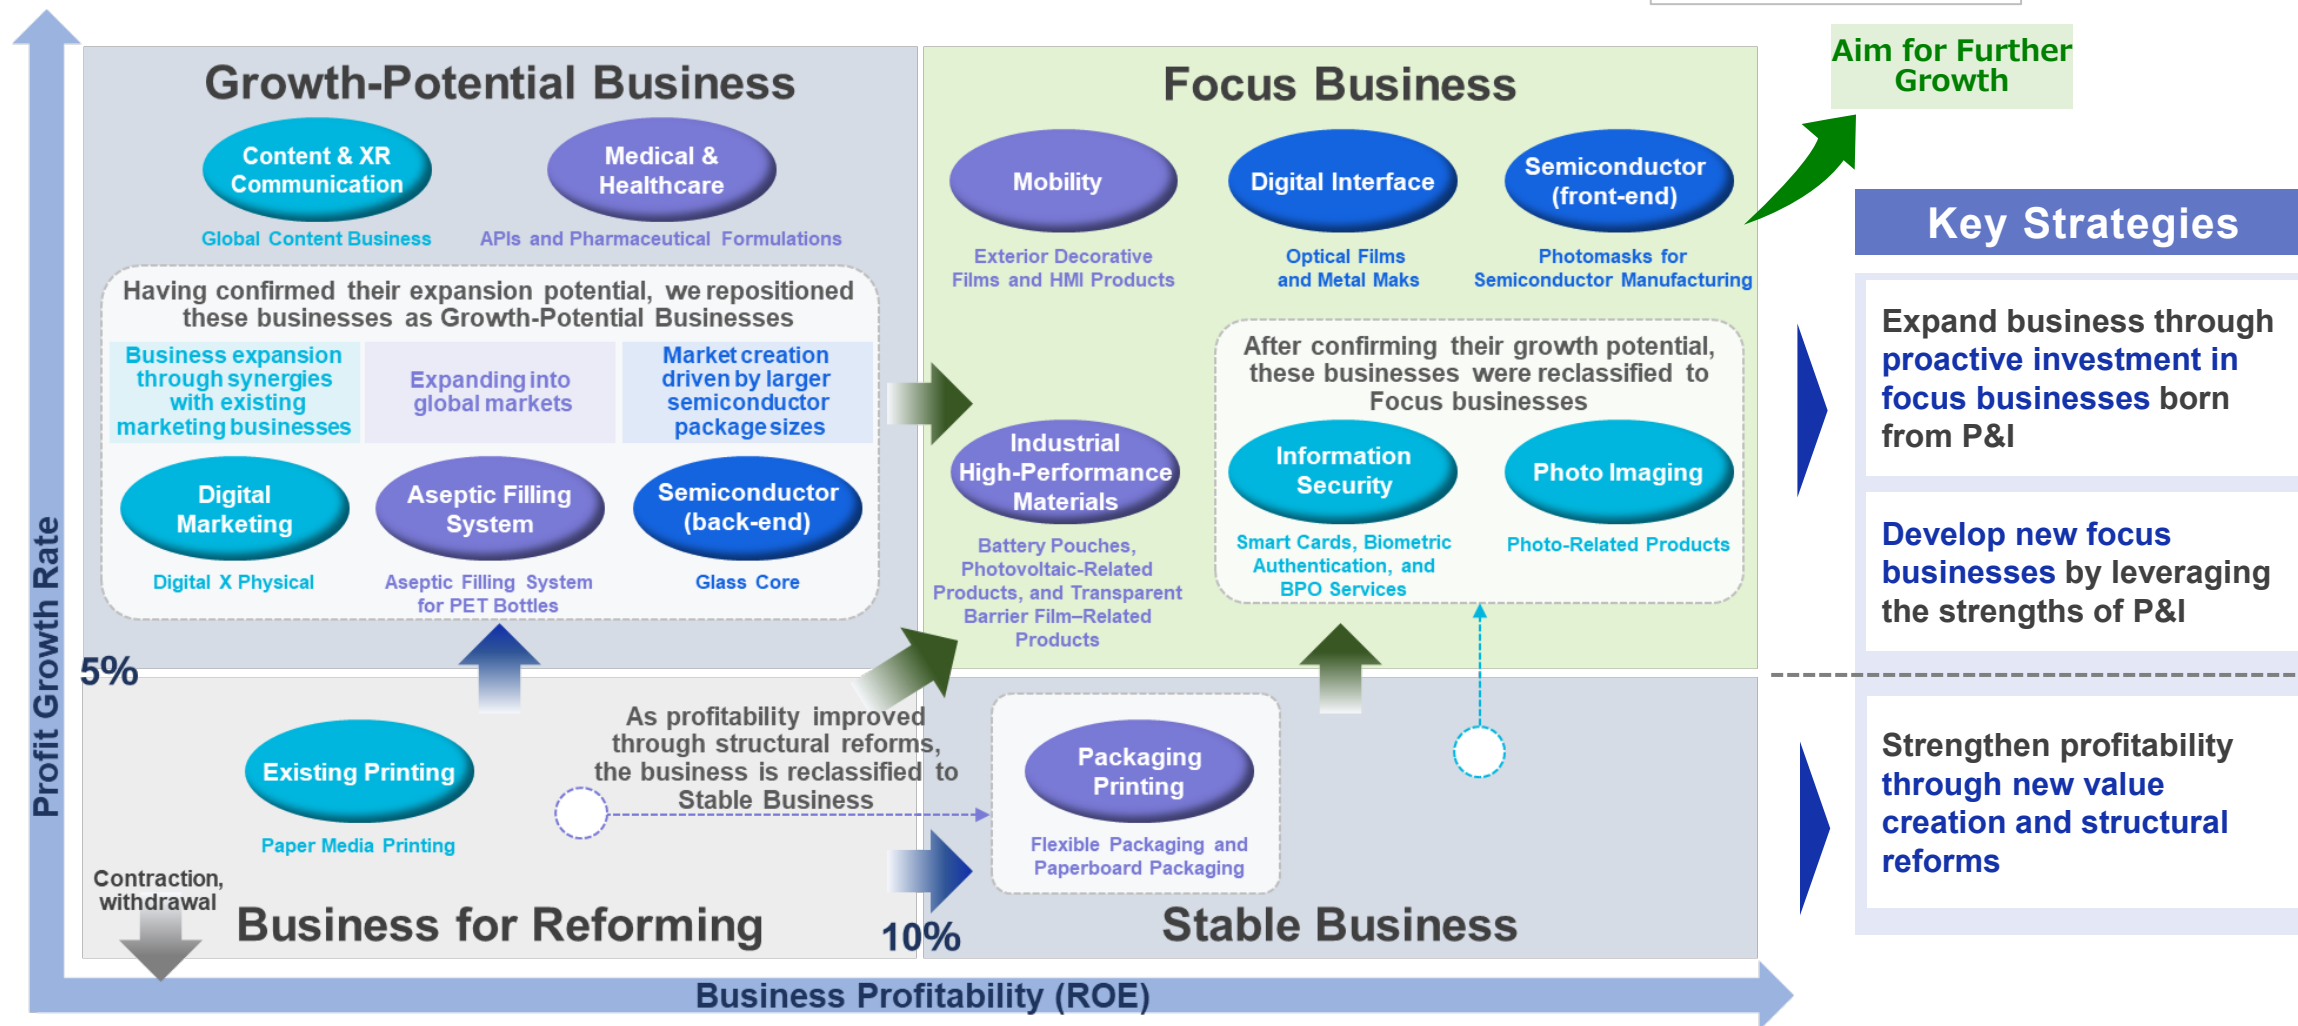 Aim for Further
Growth
Growth-Potential Business
Content & XR
Communication
Global Content Business
Medical &
Healthcare
APIs and Pharmaceutical Formulations
Having confirmed their expansion potential, we repositioned
these businesses as Growth-Potential Businesses
Business expansion
through synergies
with existing
marketing businesses
Expanding into
global markets
Market creation
driven by larger
semiconductor
package sizes
Digital
Marketing
Digital X Physical
Aseptic Filling
System
Aseptic Filling System
for PET Bottles
Semiconductor
(back-end)
Glass Core
Focus Business
Mobility
Exterior Decorative
Films and HMI Products
Digital Interface
Optical Films
and Metal Maks
Semiconductor
(front-end)
Photomasks for
Semiconductor Manufacturing
Industrial
High-Performance
Materials
Battery Pouches,
Photovoltaic-Related
Products, and Transparent
Barrier Film–Related
Products
After confirming their growth potential,
these businesses were reclassified to
Focus businesses
Information
Security
Smart Cards, Biometric
Authentication, and
BPO Services
Photo Imaging
Photo-Related Products
Profit Growth Rate
5%
Existing Printing
Paper Media Printing
As profitability improved
through structural reforms,
the business is reclassified to
Stable Business
Contraction,
withdrawal
Business for Reforming
10%
Packaging
Printing
Flexible Packaging and
Paperboard Packaging
Stable Business
Business Profitability (ROE)
Key Strategies
Expand business through
proactive investment in
focus businesses born
from P&I
Develop new focus
businesses by leveraging
the strengths of P&I
Strengthen profitability
through new value
creation and structural
reforms